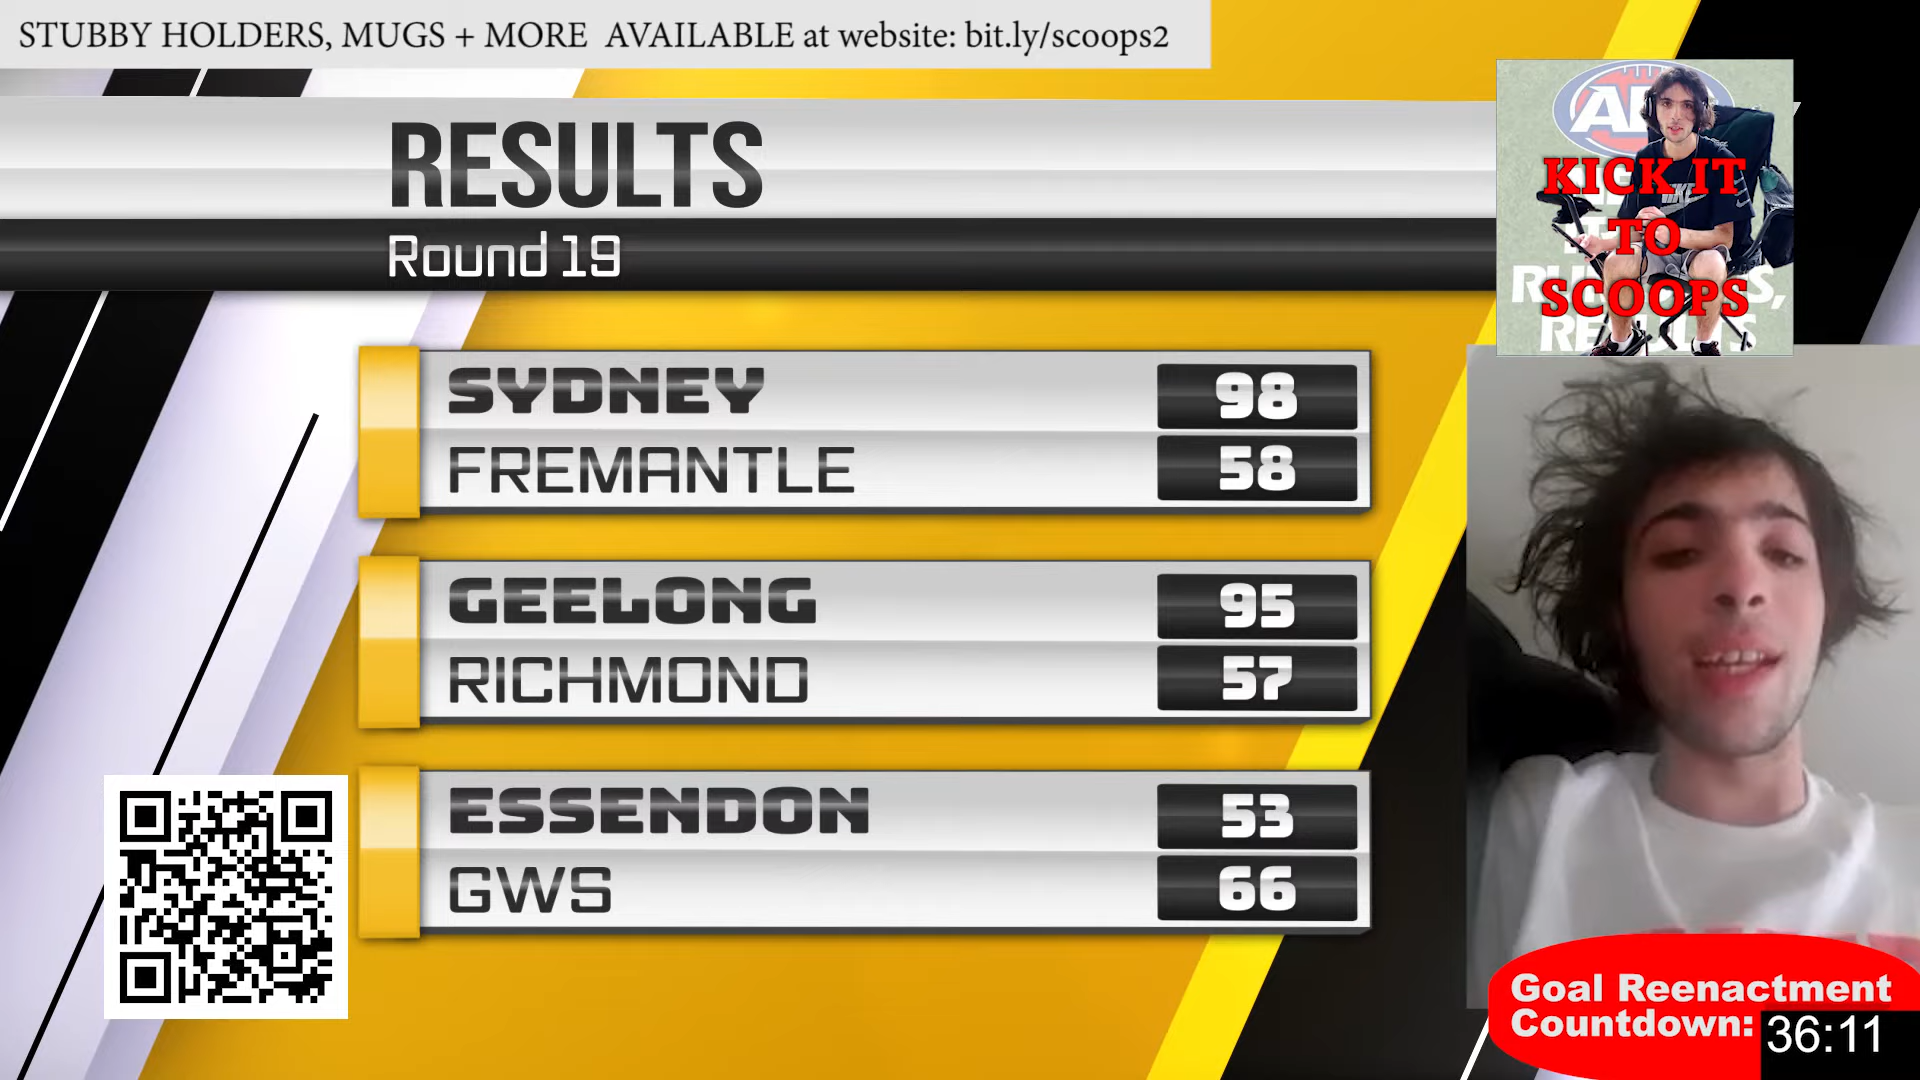 STUBBY HOLDERS, MUGS + MORE  AVAILABLE at website: bit.ly/scoops2
RESULTS
Round 19
KICK IT
TO
SCOOPS
NIKE
SYDNEY 98
FREMANTLE 58
GEELONG 95
RICHMOND 57
ESSENDON 53
GWS 66
Goal Reenactment
Countdown: 36:11